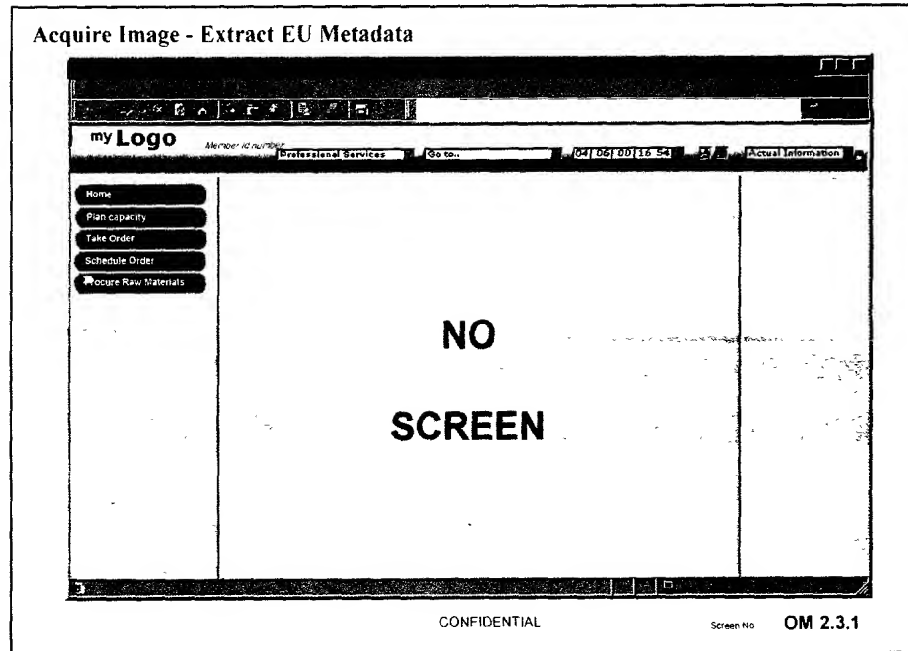 Acquire Image - Extract EU Metadata
my Logo
Member id number
Professional Services Go to.. 04 06 00 16 54 Actual Information
Home
Plan capacity
Take Order
Schedule Order
Procure Raw Materials
NO
SCREEN
CONFIDENTIAL
Screen No OM 2.3.1